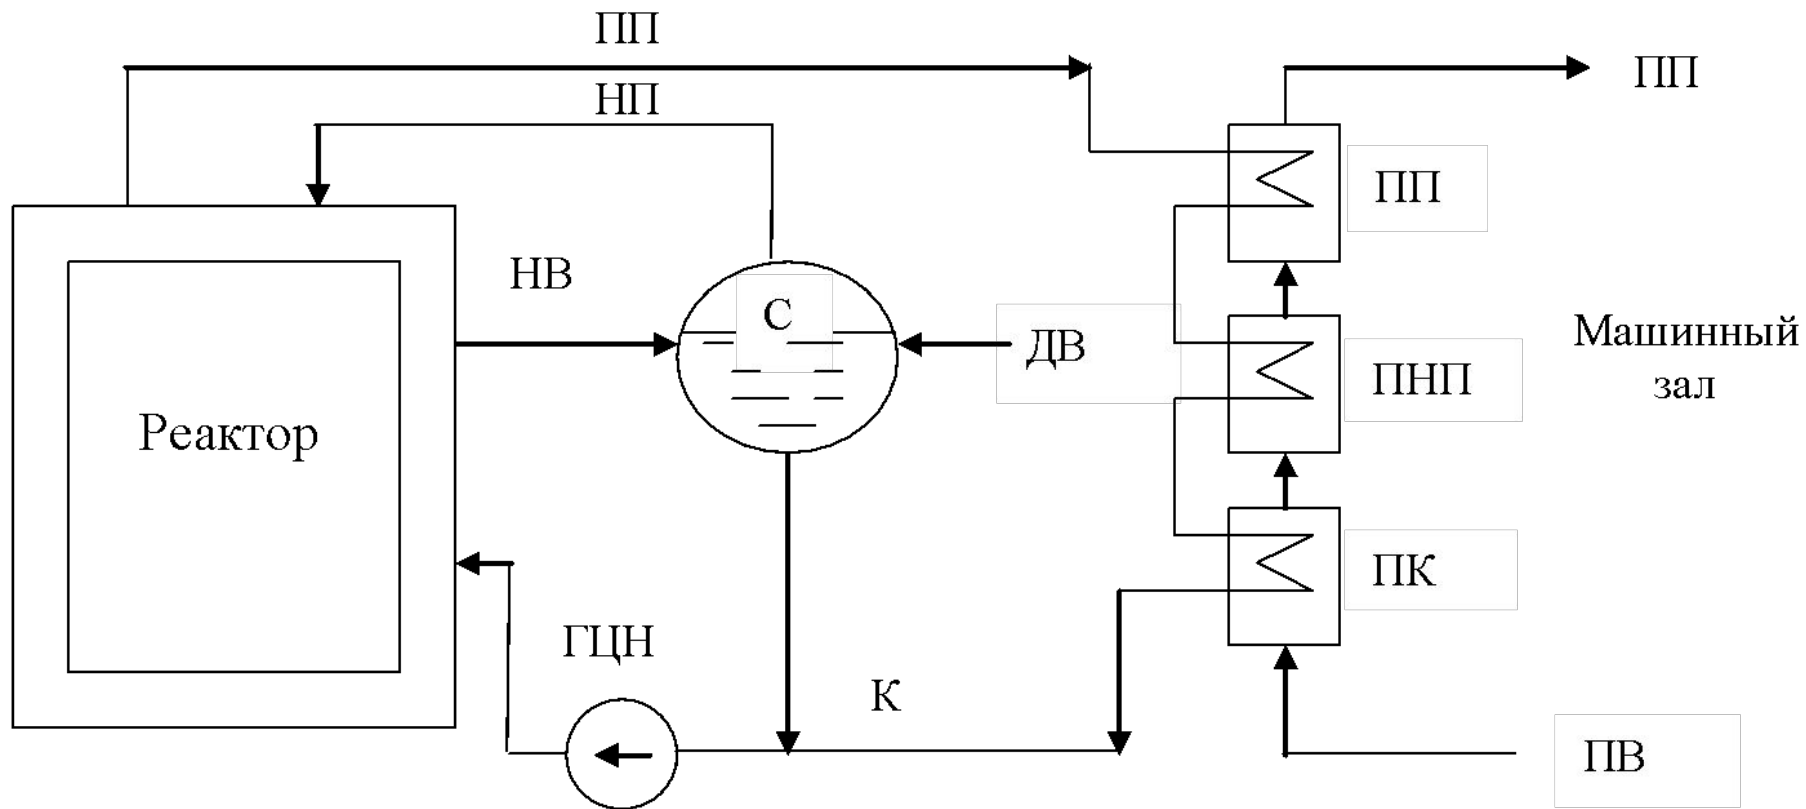 ПП
ПП
НП
ПП
НВ
С
ДВ
Машинный
зал
ПНП
Реактор
ПК
ГЦН
К
ПВ